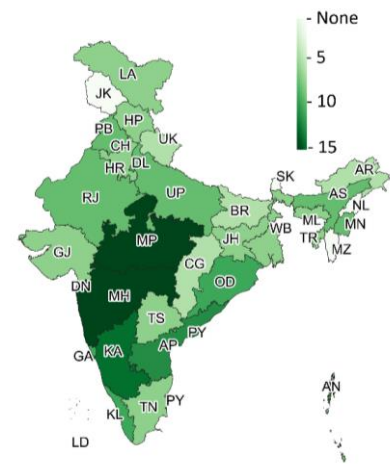 - None
LA
- 5
JK
HP
PB
- 10
CH
UK
HR
DL
- 15
SK
AR
RJ
UP
AS
NL
BR
ML
MN
GJ
MP
JH
WB
TR
MZ
CG
DN
OD
MH
TS
PY
GA
KA
AP
AN
KL
TN
PY
LD